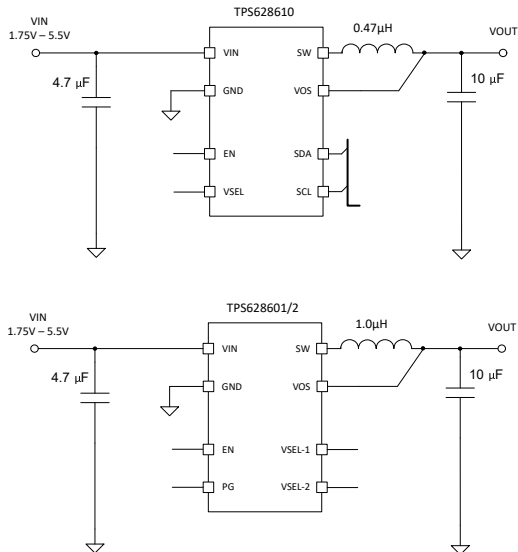 TPS628610
VIN
1.75V – 5.5V
4.7 µF
VIN
GND
EN
VSEL
SW
VOS
SDA
SCL
0.47µH
VOUT
10 µF
TPS628601/2
VIN
1.75V – 5.5V
4.7 µF
VIN
GND
EN
PG
SW
VOS
VSEL-1
VSEL-2
1.0µH
VOUT
10 µF